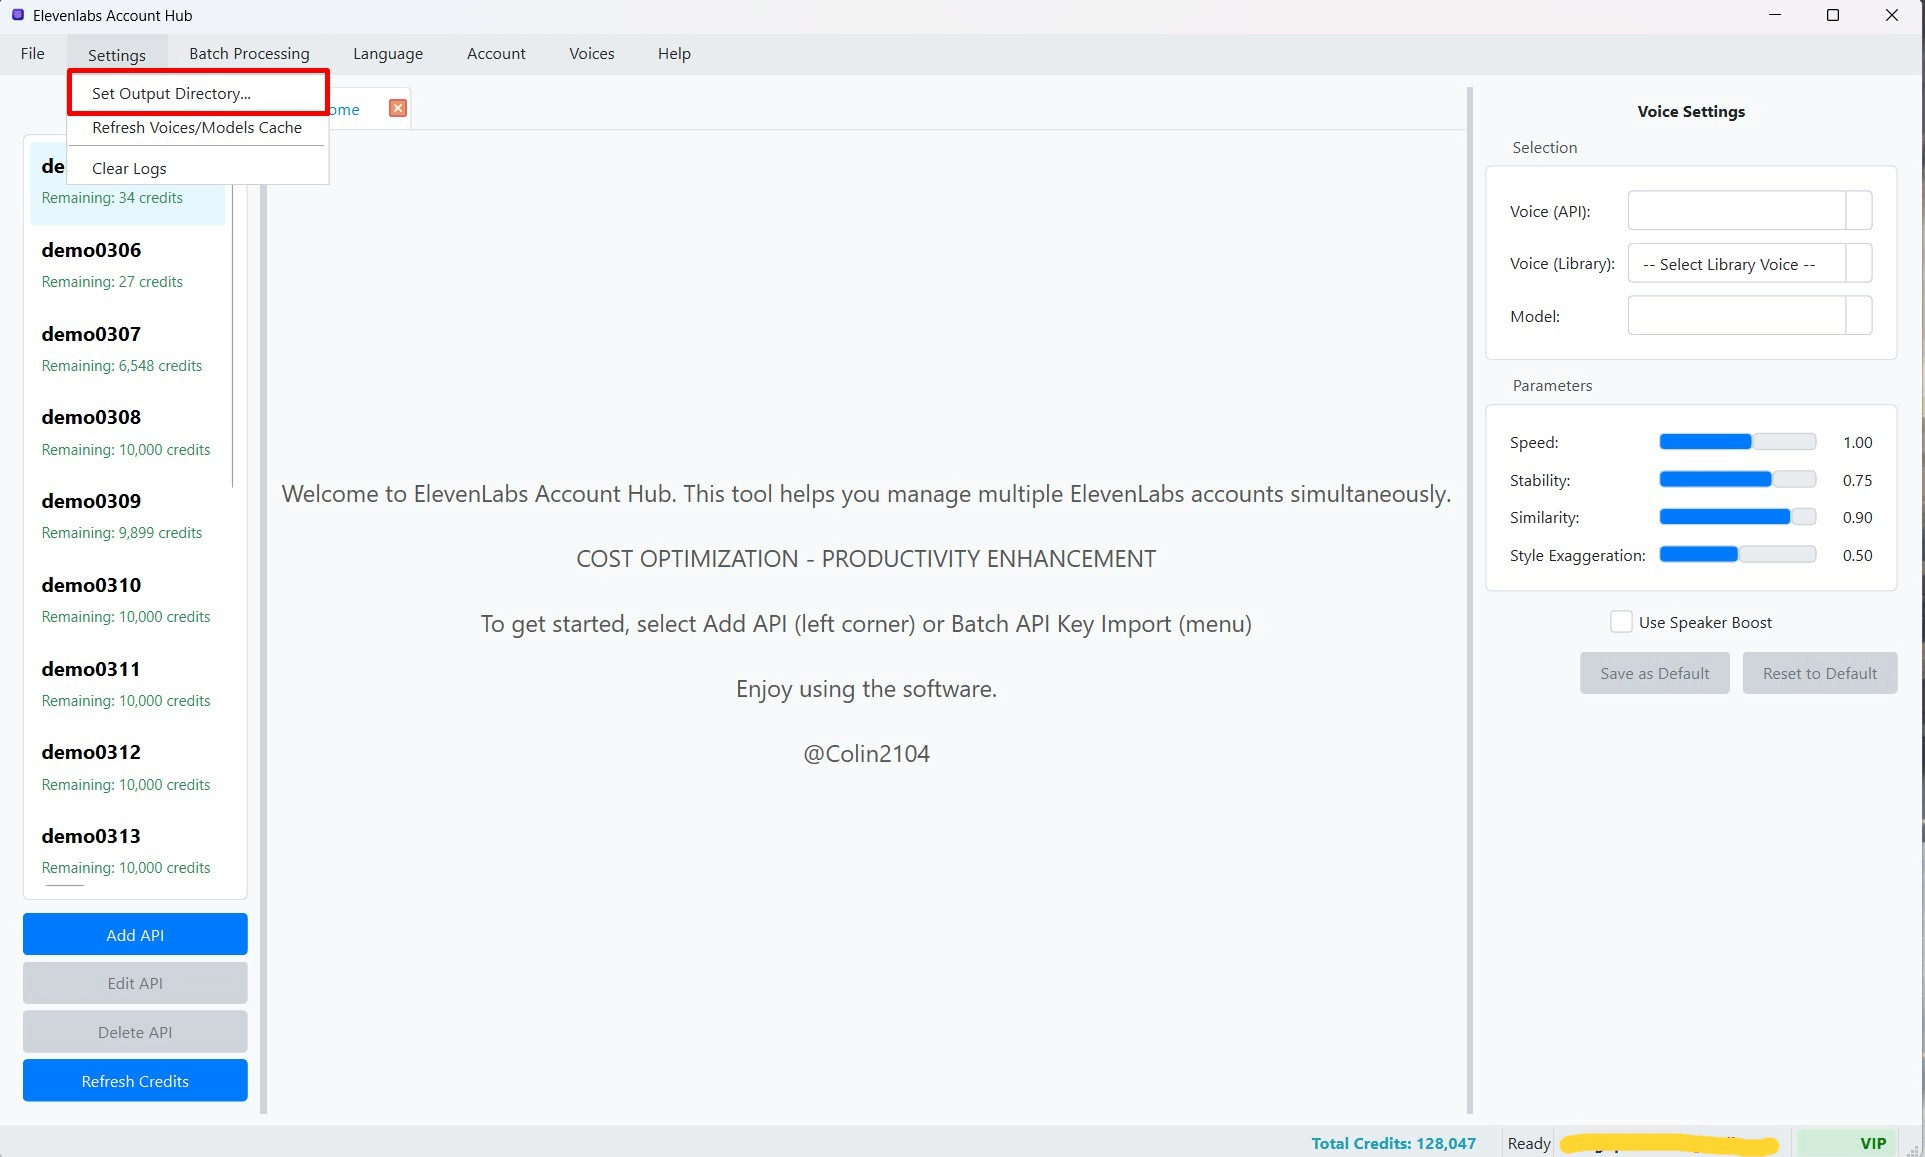 Elevenlabs Account Hub
File Settings Batch Processing Language Account Voices Help
Set Output Directory...
Refresh Voices/Models Cache
Clear Logs
ome
de
Remaining: 34 credits
demo0306
Remaining: 27 credits
demo0307
Remaining: 6,548 credits
demo0308
Remaining: 10,000 credits
demo0309
Remaining: 9,899 credits
demo0310
Remaining: 10,000 credits
demo0311
Remaining: 10,000 credits
demo0312
Remaining: 10,000 credits
demo0313
Remaining: 10,000 credits
Add API
Edit API
Delete API
Refresh Credits
Welcome to ElevenLabs Account Hub. This tool helps you manage multiple ElevenLabs accounts simultaneously.
COST OPTIMIZATION - PRODUCTIVITY ENHANCEMENT
To get started, select Add API (left corner) or Batch API Key Import (menu)
Enjoy using the software.
@Colin2104
Voice Settings
Selection
Voice (API):
Voice (Library): -- Select Library Voice --
Model:
Parameters
Speed: 1.00
Stability: 0.75
Similarity: 0.90
Style Exaggeration: 0.50
Use Speaker Boost
Save as Default Reset to Default
Total Credits: 128,047 Ready VIP